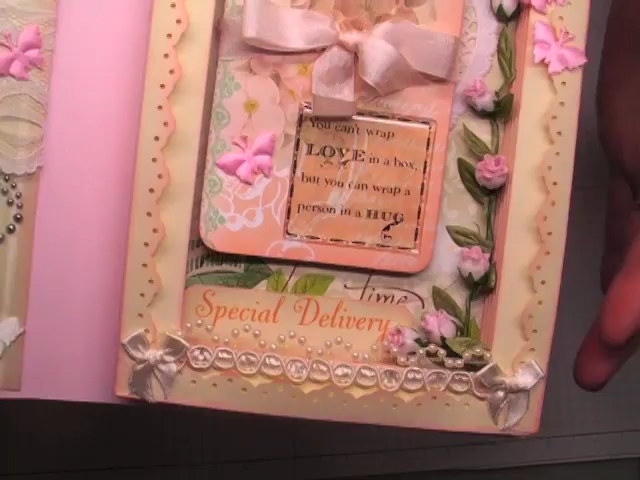 You can't wrap
LOVE in a box,
but you can wrap a
person in a HUG
time
Special Delivery